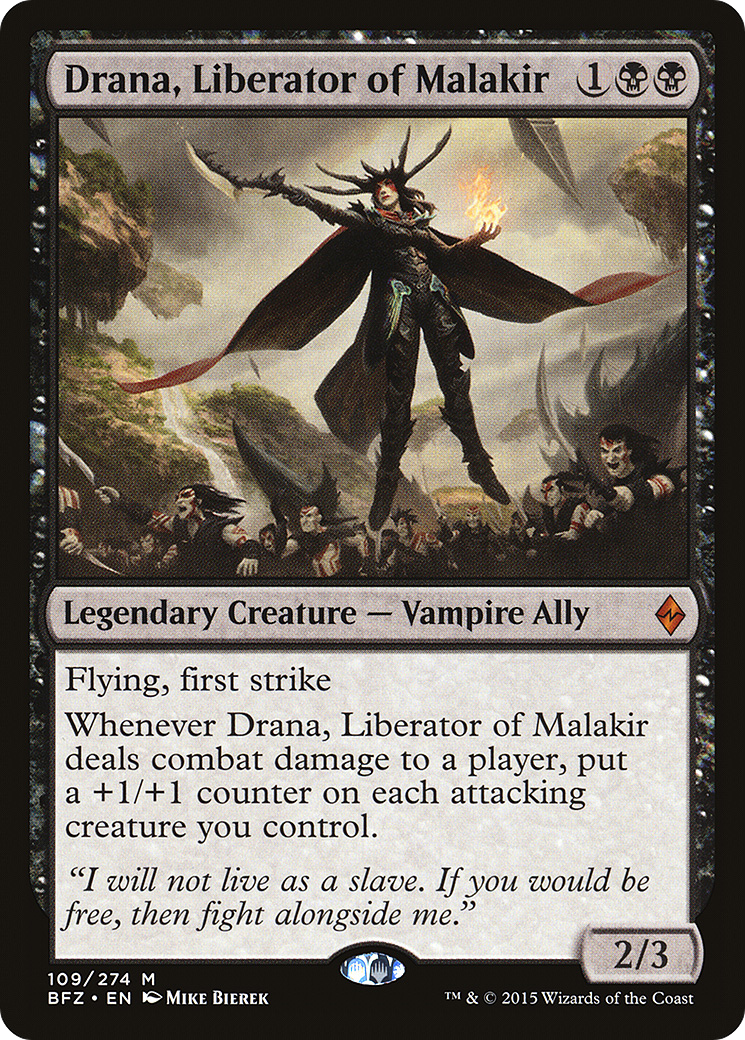 Drana, Liberator of Malakir 1
Legendary Creature — Vampire Ally
Flying, first strike
Whenever Drana, Liberator of Malakir
deals combat damage to a player, put
a +1/+1 counter on each attacking
creature you control.
“I will not live as a slave. If you would be
free, then fight alongside me.”
2/3
109/274 M
BFZ • EN Mike Bierek
™ & © 2015 Wizards of the Coast